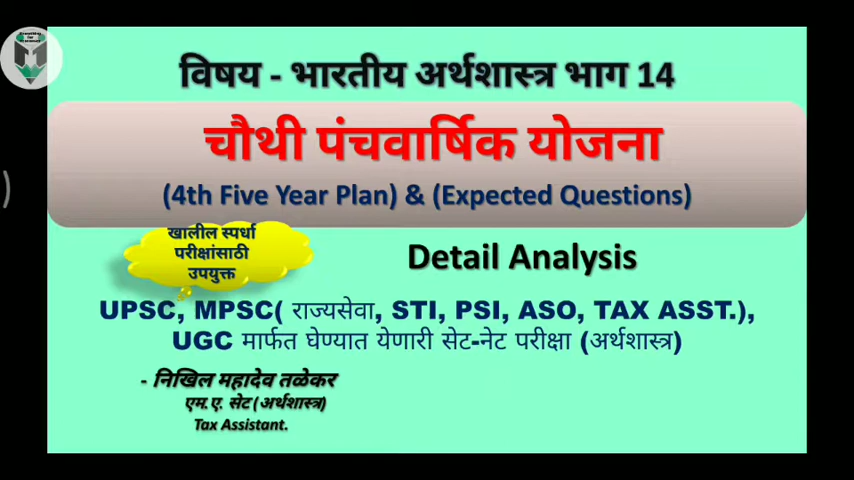 विषय - भारतीय अर्थशास्त्र भाग 14
चौथी पंचवार्षिक योजना
(4th Five Year Plan) & (Expected Questions)
खालील स्पर्धा
परीक्षांसाठी
उपयुक्त
Detail Analysis
UPSC, MPSC( राज्यसेवा, STI, PSI, ASO, TAX ASST.),
UGC मार्फत घेण्यात येणारी सेट-नेट परीक्षा (अर्थशास्त्र)
- निखिल महादेव तळेकर
एम. ए. सेट (अर्थशास्त्र)
Tax Assistant.